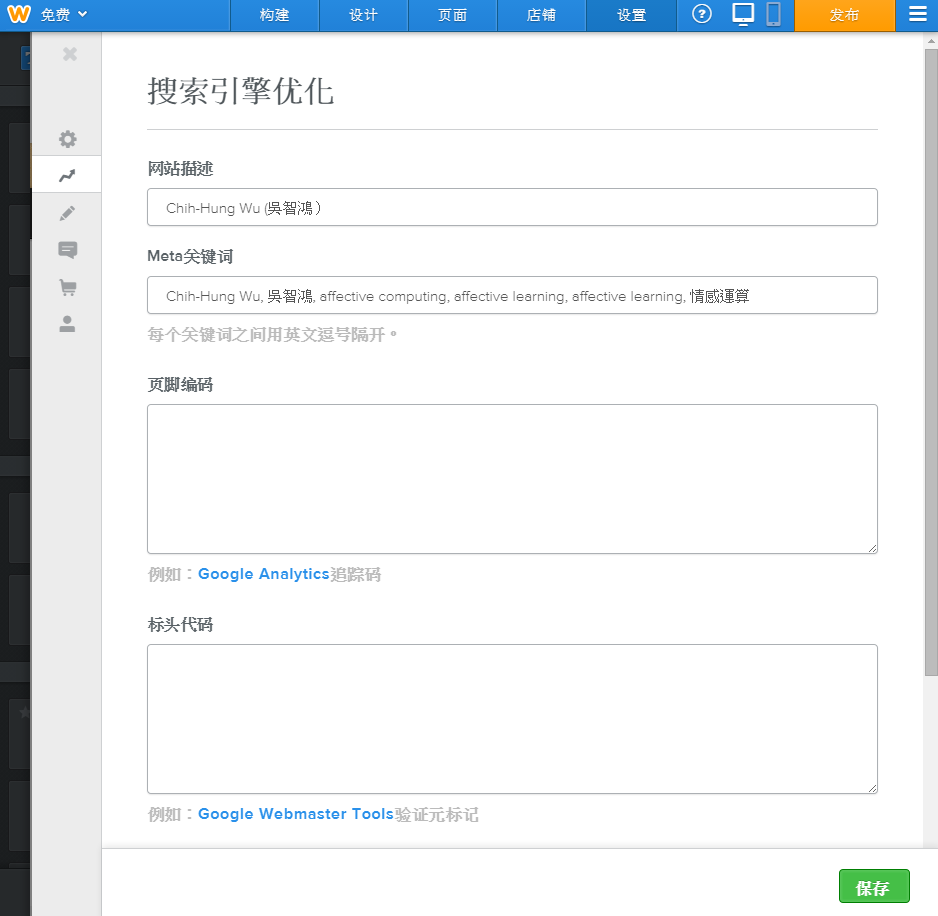 W 免费
构建 设计 页面 店铺 设置 ? 发布
搜索引擎优化
网站描述
Chih-Hung Wu (吳智鴻 )
Meta关键词
Chih-Hung Wu, 吳智鴻, affective computing, affective learning, affective learning, 情感運算
每个关键词之间用英文逗号隔开。
页脚编码
例如：Google Analytics追踪码
标头代码
例如：Google Webmaster Tools验证元标记
保存